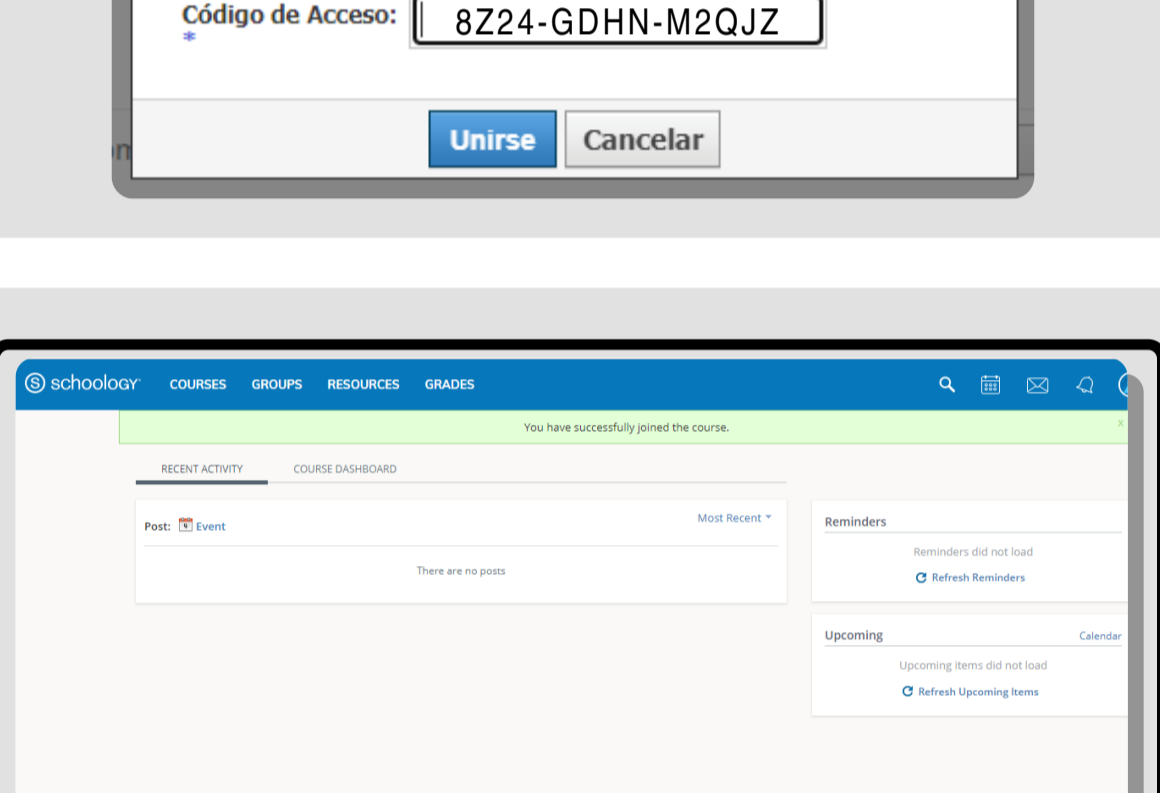 Código de Acceso: 8Z24-GDHN-M2QJZ
*
Unirse Cancelar
schoology COURSES GROUPS RESOURCES GRADES
You have successfully joined the course. x
RECENT ACTIVITY COURSE DASHBOARD
Post: Event Most Recent
There are no posts
Reminders
Reminders did not load
Refresh Reminders
Upcoming Calendar
Upcoming items did not load
Refresh Upcoming Items